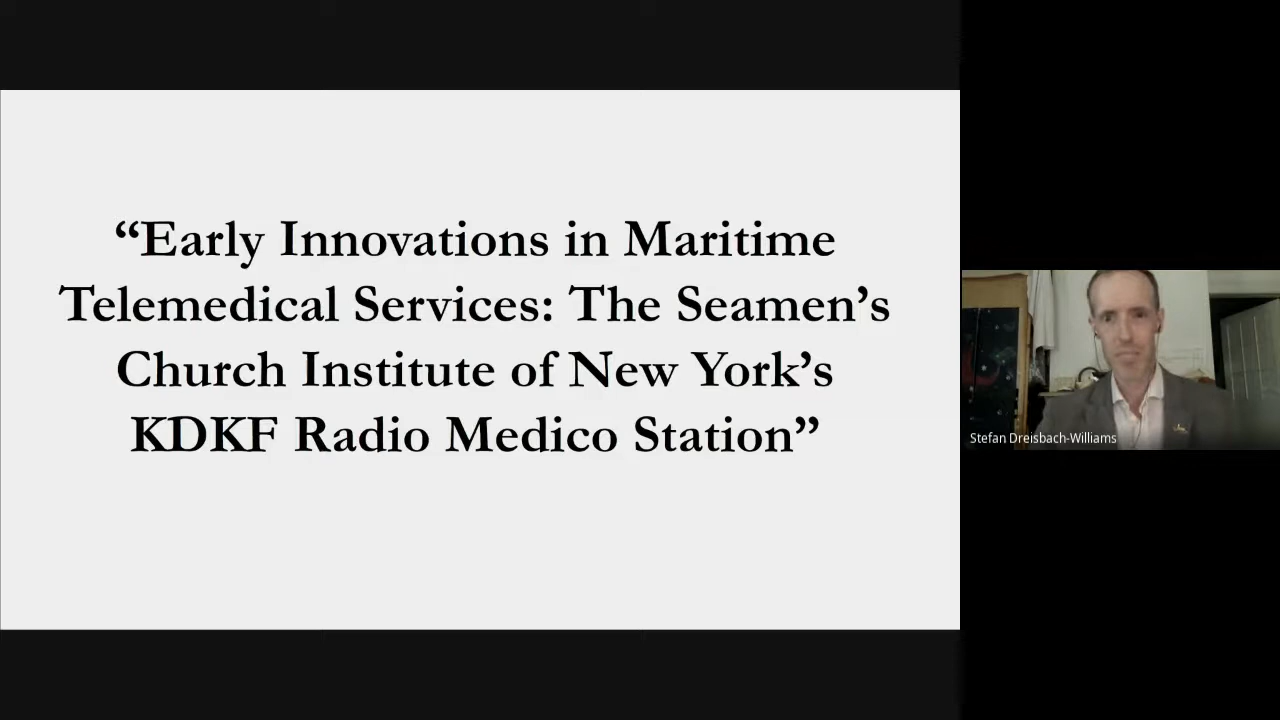 “Early Innovations in Maritime
Telemedical Services: The Seamen’s
Church Institute of New York’s
KDKF Radio Medico Station”
Stefan Dreisbach-Williams